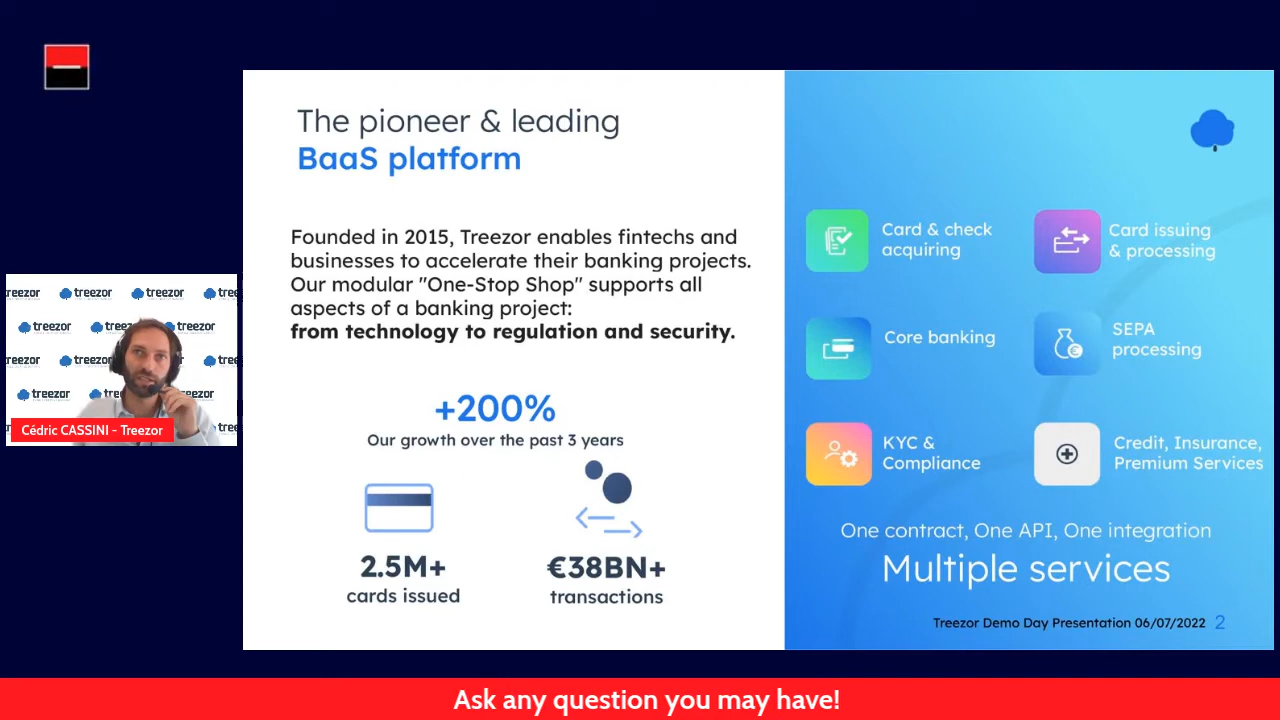 The pioneer & leading
BaaS platform
Founded in 2015, Treezor enables fintechs and
businesses to accelerate their banking projects.
Our modular "One-Stop Shop" supports all
aspects of a banking project:
from technology to regulation and security.
+200%
Our growth over the past 3 years
2.5M+
cards issued
€38BN+
transactions
Card & check
acquiring
Card issuing
& processing
Core banking
SEPA
processing
KYC &
Compliance
Credit, Insurance,
Premium Services
One contract, One API, One integration
Multiple services
Treezor Demo Day Presentation 06/07/2022 2
treezor treezor treezor
treezor treezor
treezor
treezor
Cédric CASSINI - Treezor
Ask any question you may have!